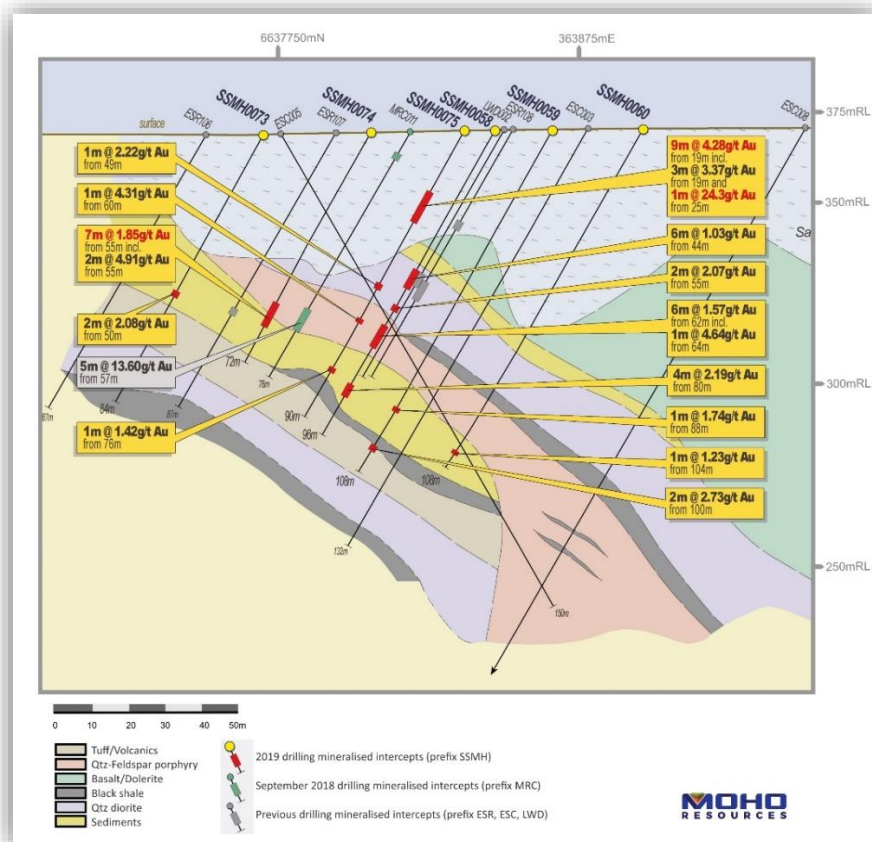 6637750mN
363875mE
375mRL
350mRL
300mRL
250mRL
surface
ESR106
SSMH0073
ESC005
ESR107
SSMH0074
MRC011
SSMH0075
SSMH0058
LWD002
ESR108
SSMH0059
ESC003
SSMH0060
ESC008
Sa
1m @ 2.22g/t Au
from 49m
1m @ 4.31g/t Au
from 60m
7m @ 1.85g/t Au
from 55m incl.
2m @ 4.91g/t Au
from 55m
2m @ 2.08g/t Au
from 50m
5m @ 13.60g/t Au
from 57m
1m @ 1.42g/t Au
from 76m
9m @ 4.28g/t Au
from 19m incl.
3m @ 3.37g/t Au
from 19m and
1m @ 24.3g/t Au
from 25m
6m @ 1.03g/t Au
from 44m
2m @ 2.07g/t Au
from 55m
6m @ 1.57g/t Au
from 62m incl.
1m @ 4.64g/t Au
from 64m
4m @ 2.19g/t Au
from 80m
1m @ 1.74g/t Au
from 88m
1m @ 1.23g/t Au
from 104m
2m @ 2.73g/t Au
from 100m
72m
78m
87m
84m
87m
90m
96m
108m
108m
132m
150m
0 10 20 30 40 50m
Tuff/Volcanics
Qtz-Feldspar porphyry
Basalt/Dolerite
Black shale
Qtz diorite
Sediments
2019 drilling mineralised intercepts (prefix SSMH)
September 2018 drilling mineralised intercepts (prefix MRC)
Previous drilling mineralised intercepts (prefix ESR, ESC, LWD)
MOHO
RESOURCES